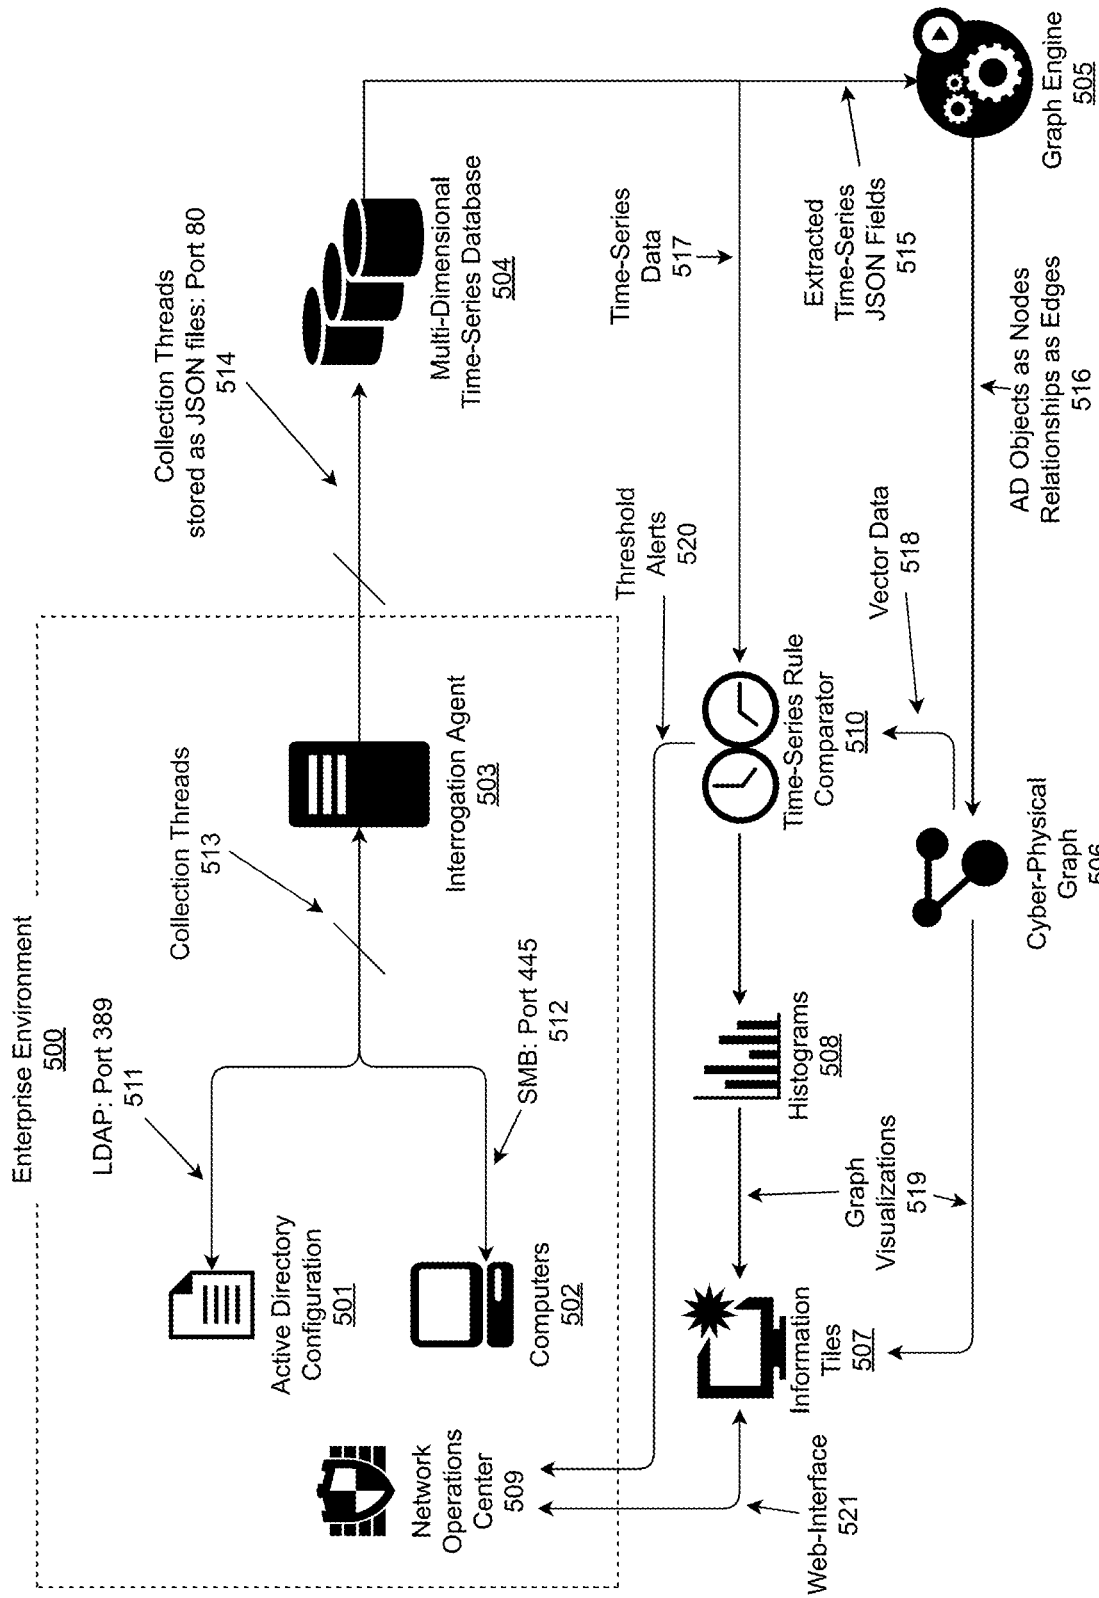 Enterprise Environment
500
LDAP: Port 389
511
Collection Threads
513
Collection Threads
stored as JSON files: Port 80
514
Active Directory
Configuration
501
Computers
502
SMB: Port 445
512
Interrogation Agent
503
Multi-Dimensional
Time-Series Database
504
Network
Operations
Center
509
Threshold
Alerts
520
Time-Series
Data
517
Web-Interface
521
Information
Tiles
507
Graph
Visualizations
519
Histograms
508
Time-Series Rule
Comparator
510
Vector Data
518
Extracted
Time-Series
JSON Fields
515
Cyber-Physical
Graph
506
AD Objects as Nodes
Relationships as Edges
516
Graph Engine
505